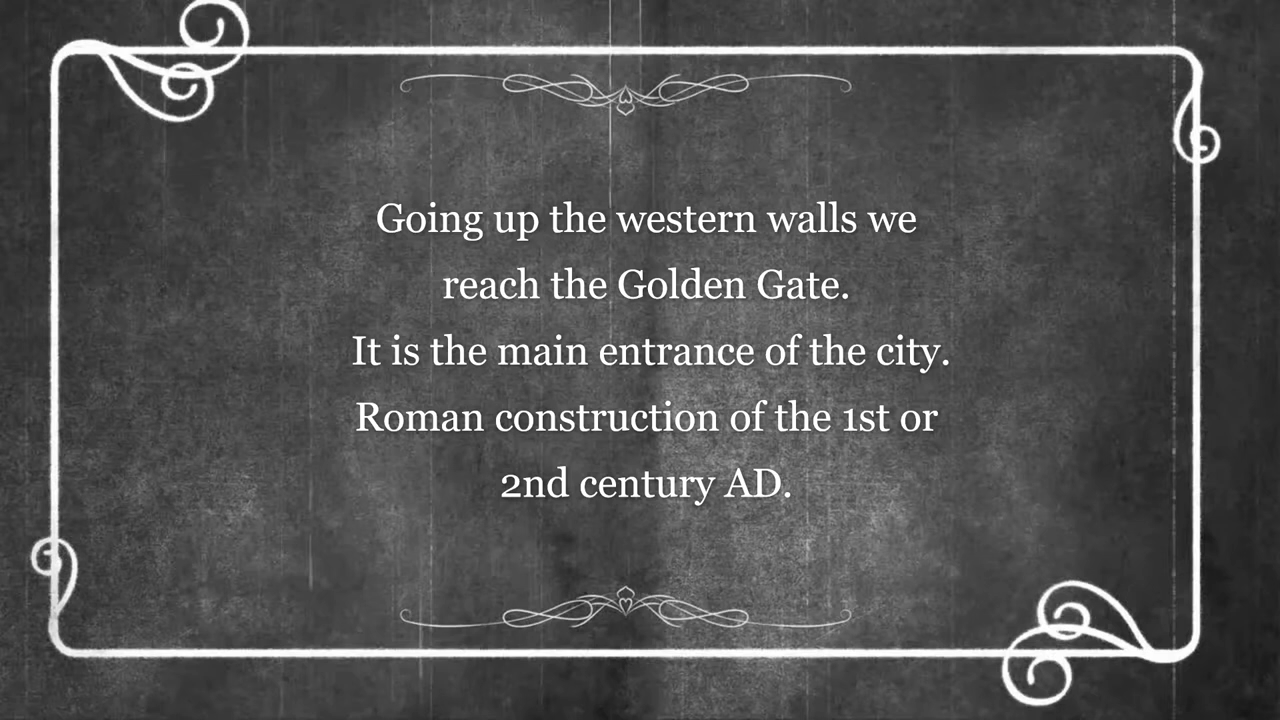 Going up the western walls we
reach the Golden Gate.
It is the main entrance of the city.
Roman construction of the 1st or
2nd century AD.